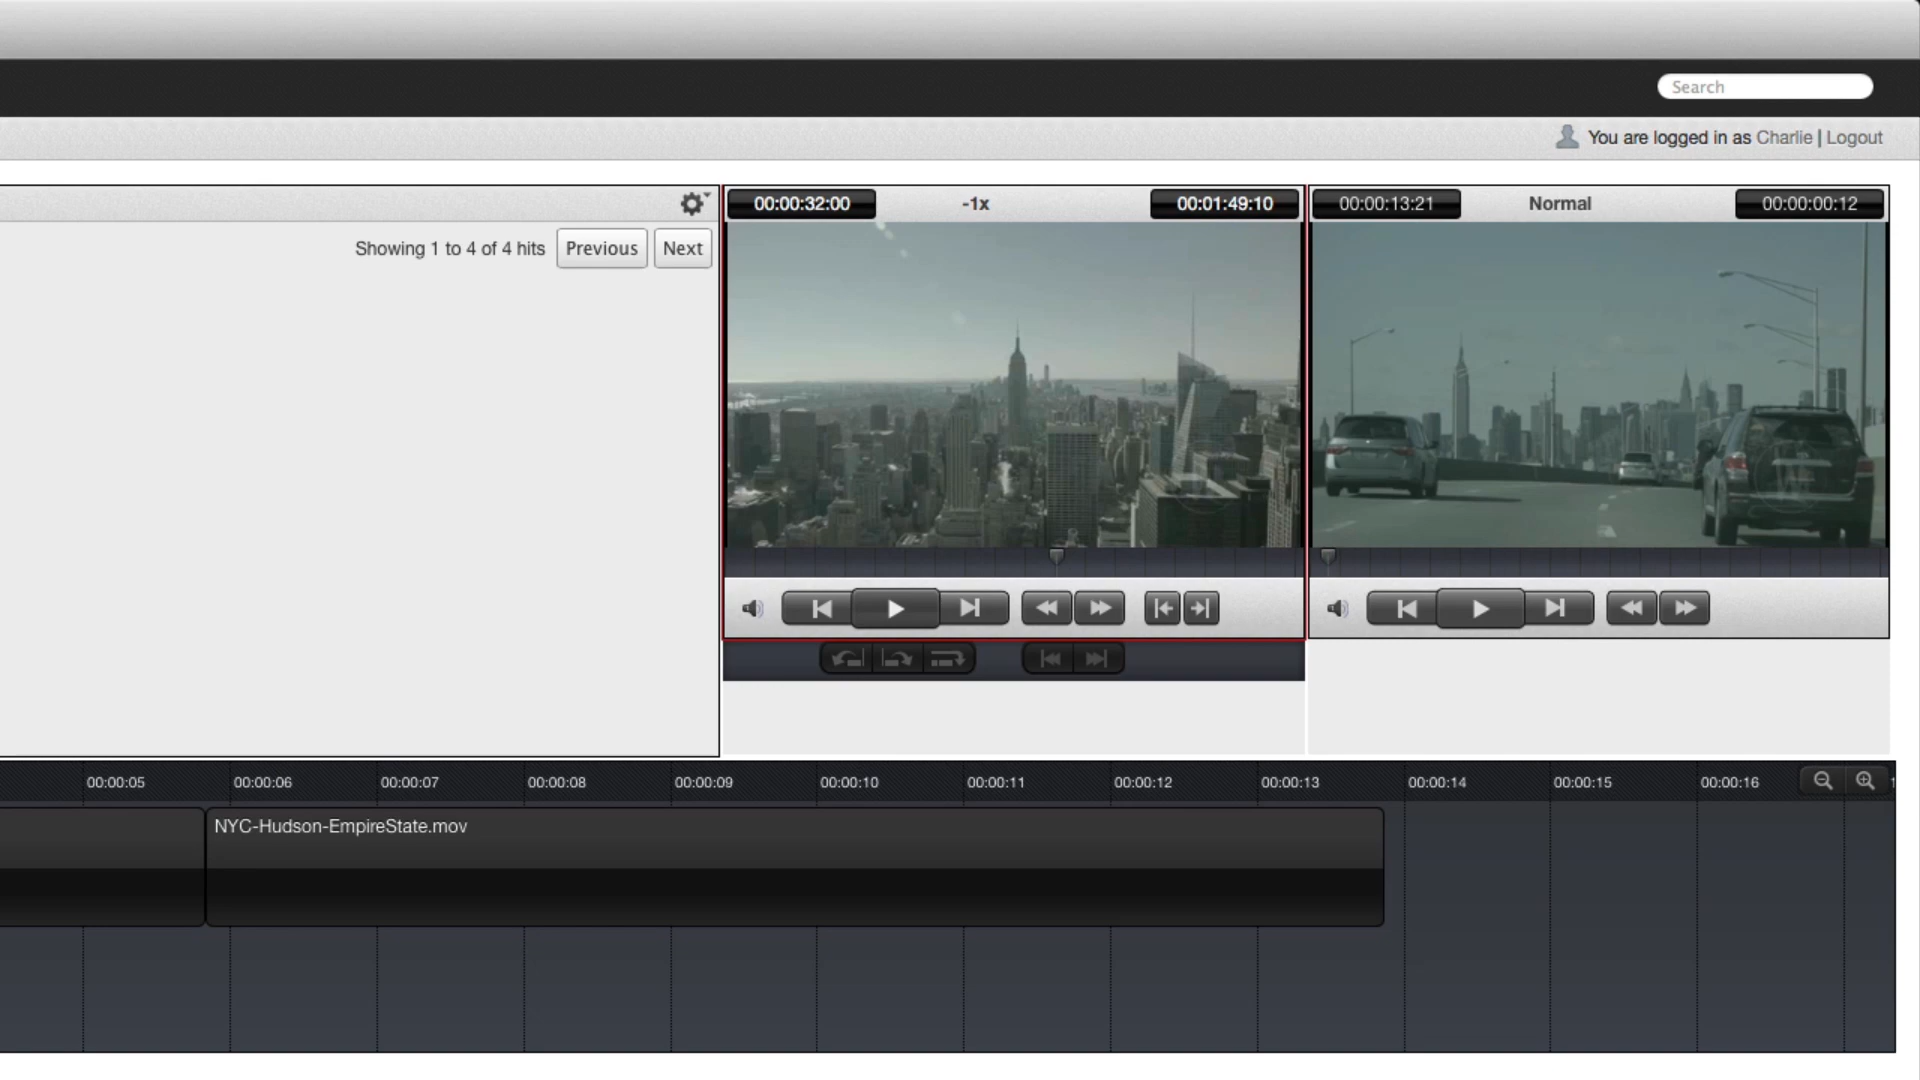 Search
You are logged in as Charlie | Logout
00:00:32:00 -1x 00:01:49:10
00:00:13:21 Normal 00:00:00:12
Showing 1 to 4 of 4 hits Previous Next
00:00:05 00:00:06 00:00:07 00:00:08 00:00:09 00:00:10 00:00:11 00:00:12 00:00:13 00:00:14 00:00:15 00:00:16
NYC-Hudson-EmpireState.mov